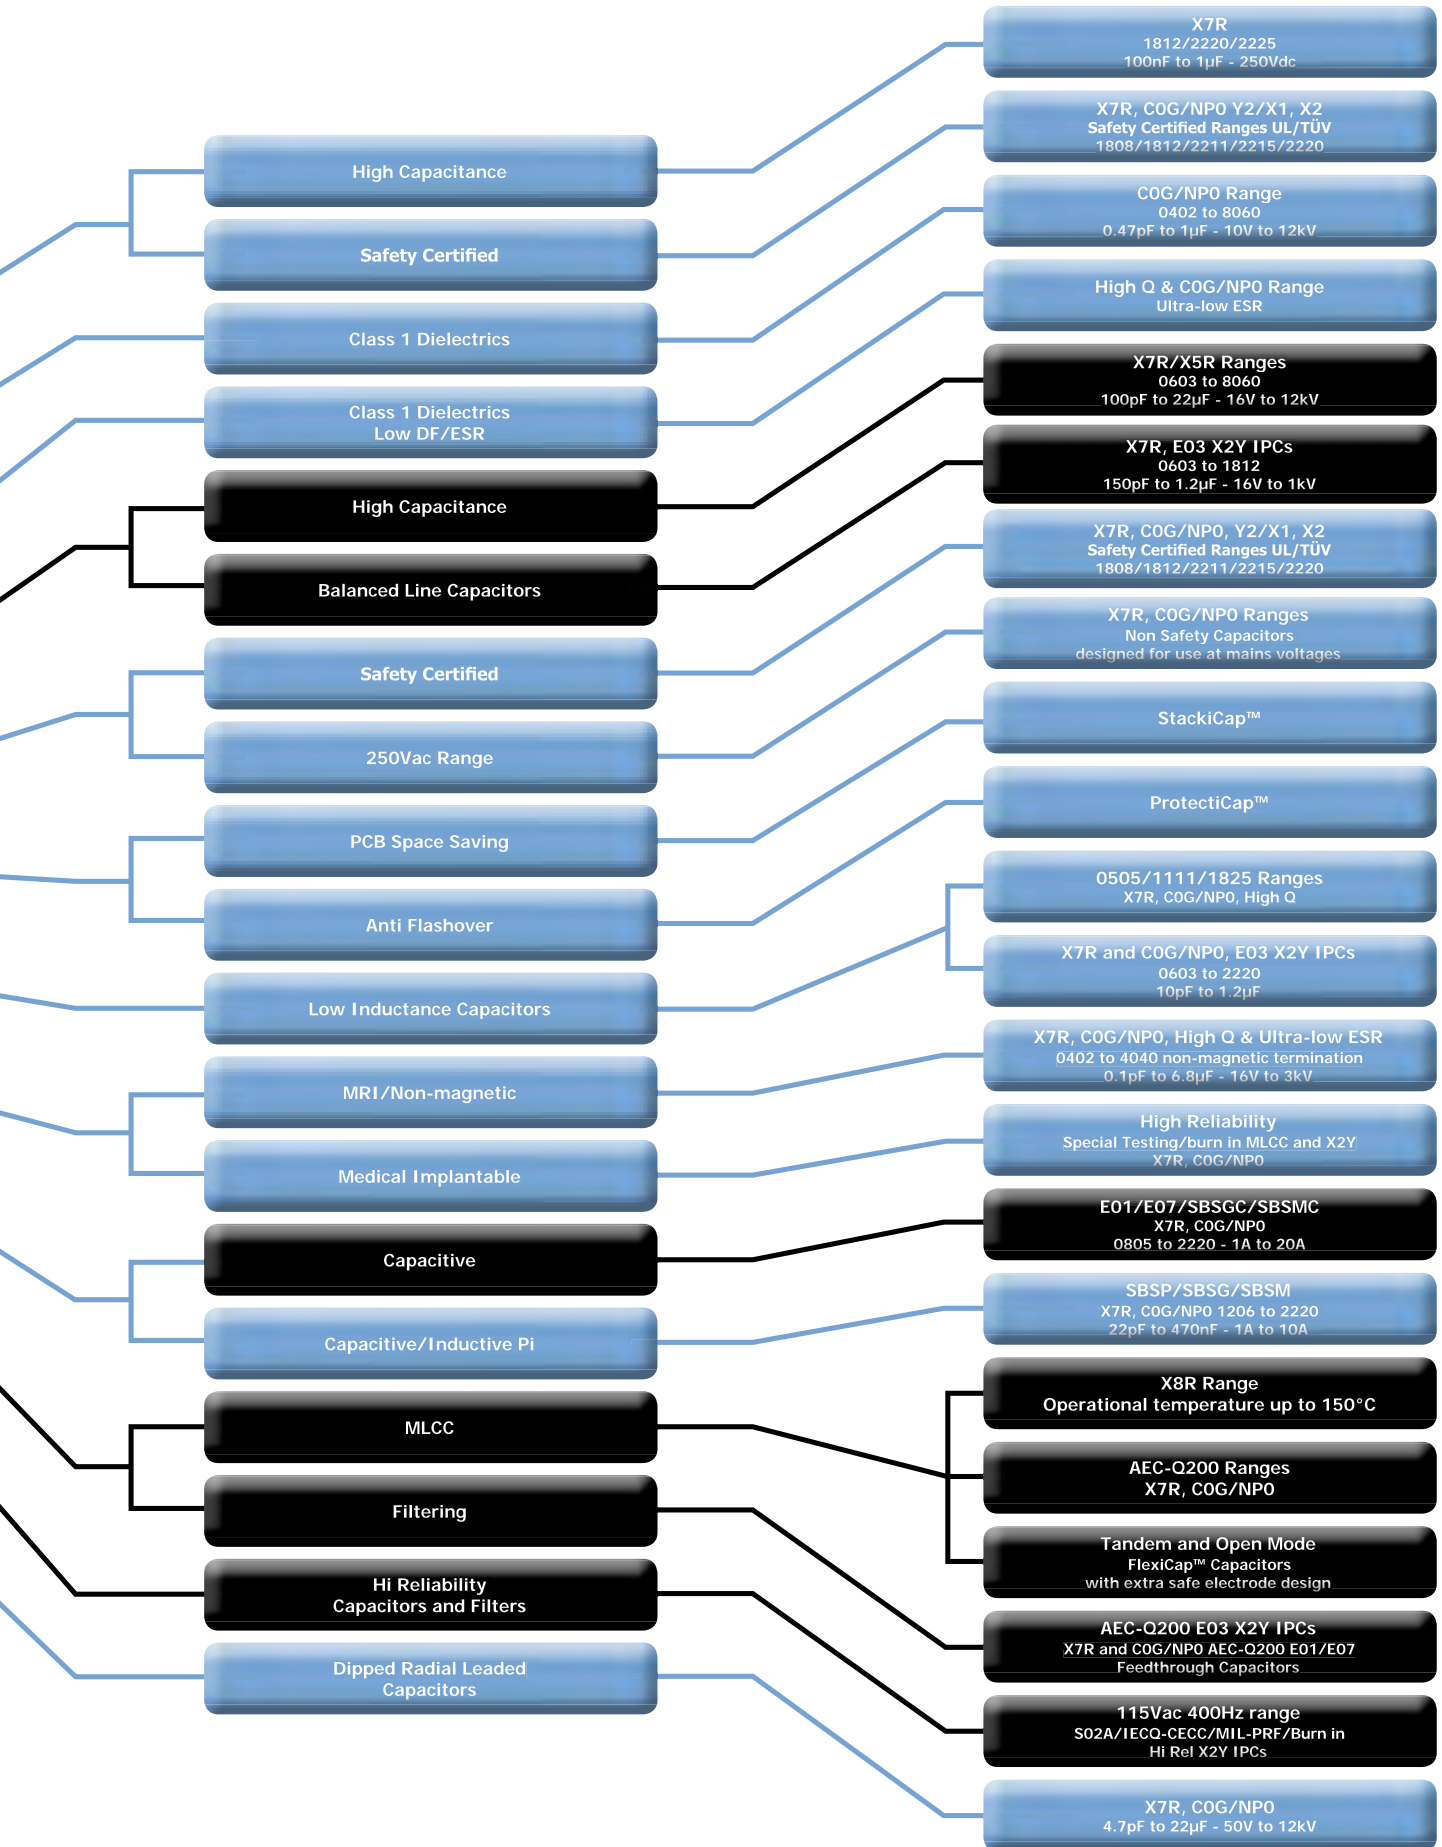 High Capacitance
Safety Certified
Class 1 Dielectrics
Class 1 Dielectrics
Low DF/ESR
High Capacitance
Balanced Line Capacitors
Safety Certified
250Vac Range
PCB Space Saving
Anti Flashover
Low Inductance Capacitors
MRI/Non-magnetic
Medical Implantable
Capacitive
Capacitive/Inductive Pi
MLCC
Filtering
Hi Reliability
Capacitors and Filters
Dipped Radial Leaded
Capacitors
X7R
1812/2220/2225
100nF to 1µF - 250Vdc
X7R, C0G/NP0 Y2/X1, X2
Safety Certified Ranges UL/TÜV
1808/1812/2211/2215/2220
C0G/NP0 Range
0402 to 8060
0.47pF to 1µF - 10V to 12kV
High Q & C0G/NP0 Range
Ultra-low ESR
X7R/X5R Ranges
0603 to 8060
100pF to 22µF - 16V to 12kV
X7R, E03 X2Y IPCs
0603 to 1812
150pF to 1.2µF - 16V to 1kV
X7R, C0G/NP0, Y2/X1, X2
Safety Certified Ranges UL/TÜV
1808/1812/2211/2215/2220
X7R, C0G/NP0 Ranges
Non Safety Capacitors
designed for use at mains voltages
StackiCap™
ProtectiCap™
0505/1111/1825 Ranges
X7R, C0G/NP0, High Q
X7R and C0G/NP0, E03 X2Y IPCs
0603 to 2220
10pF to 1.2µF
X7R, C0G/NP0, High Q & Ultra-low ESR
0402 to 4040 non-magnetic termination
0.1pF to 6.8µF - 16V to 3kV
High Reliability
Special Testing/burn in MLCC and X2Y
X7R, C0G/NP0
E01/E07/SBSGC/SBSMC
X7R, C0G/NP0
0805 to 2220 - 1A to 20A
SBSP/SBSG/SBSM
X7R, C0G/NP0 1206 to 2220
22pF to 470nF - 1A to 10A
X8R Range
Operational temperature up to 150°C
AEC-Q200 Ranges
X7R, C0G/NP0
Tandem and Open Mode
FlexiCap™ Capacitors
with extra safe electrode design
AEC-Q200 E03 X2Y IPCs
X7R and C0G/NP0 AEC-Q200 E01/E07
Feedthrough Capacitors
115Vac 400Hz range
S02A/IECQ-CECC/MIL-PRF/Burn in
Hi Rel X2Y IPCs
X7R, C0G/NP0
4.7pF to 22µF - 50V to 12kV